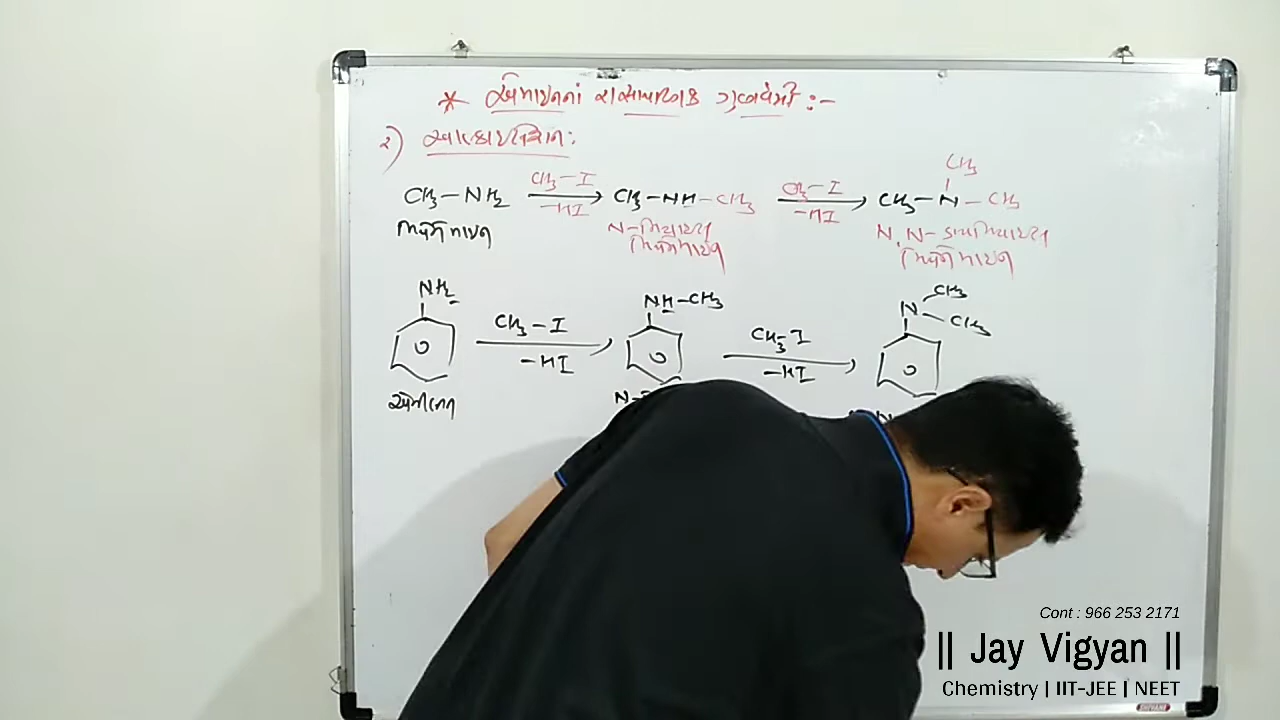 * એમાઇનનાં રાસાયણિક ગુણધર્મો :-
૨) આલ્કાઇલેશન :
CH3-NH2 CH3-I -HI CH3-NH-CH3 CH3-I -HI CH3-N-CH3 CH3
મિથેનેમાઇન N-મિથાઇલ N,N-ડાયમિથાઇલ
મિથેનેમાઇન મિથેનેમાઇન
NH2 NH-CH3 N CH3 CH3
CH3-I -HI CH3I -HI
એનીલીન N- N
Cont : 966 253 2171
|| Jay Vigyan ||
Chemistry | IIT-JEE | NEET